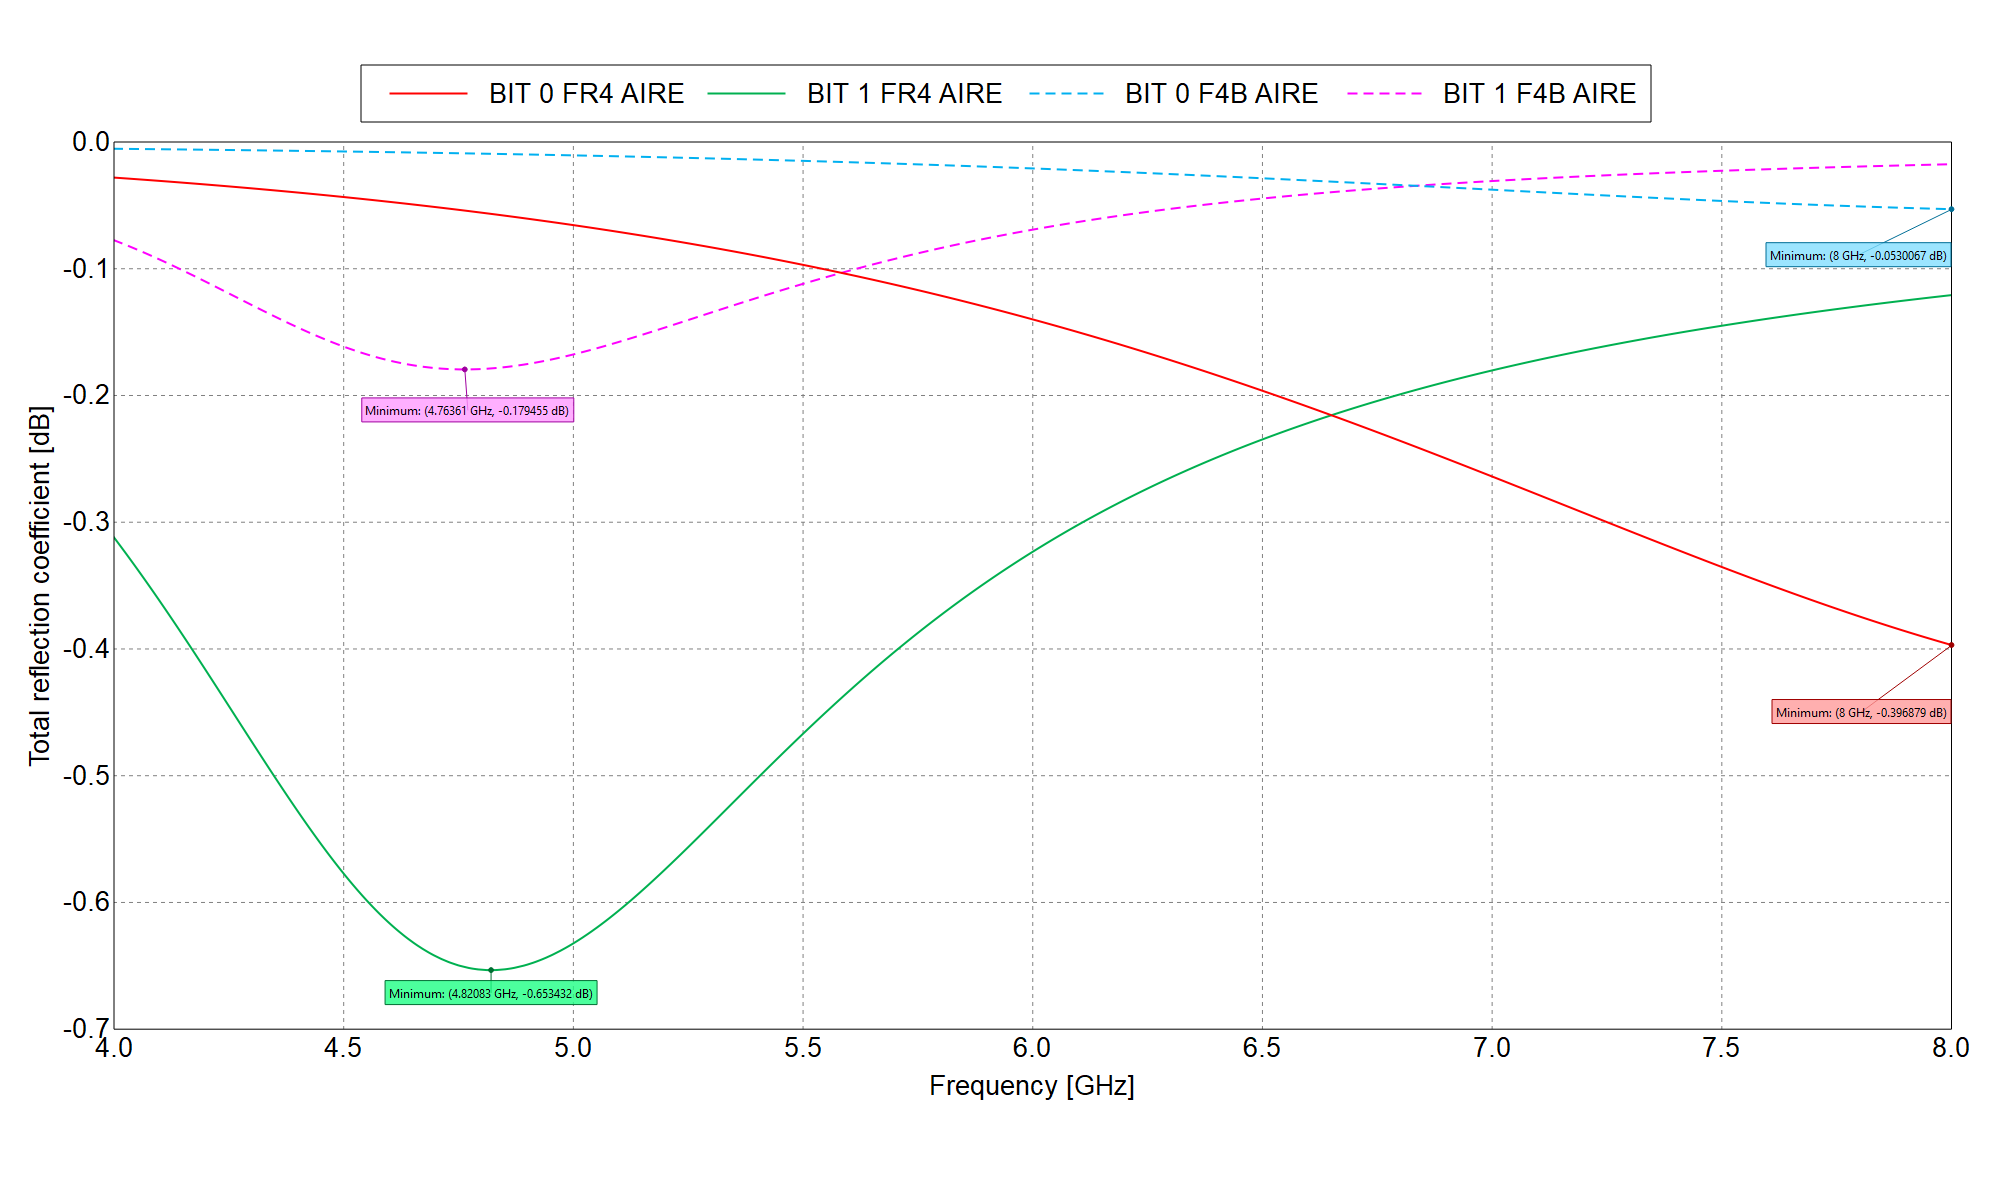 BIT 0 FR4 AIRE BIT 1 FR4 AIRE BIT 0 F4B AIRE BIT 1 F4B AIRE
Total reflection coefficient [dB]
0.0
-0.1
-0.2
-0.3
-0.4
-0.5
-0.6
-0.7
Minimum: (8 GHz, -0.0530067 dB)
Minimum: (4.76361 GHz, -0.179455 dB)
Minimum: (8 GHz, -0.396879 dB)
Minimum: (4.82083 GHz, -0.653432 dB)
4.0 4.5 5.0 5.5 6.0 6.5 7.0 7.5 8.0
Frequency [GHz]